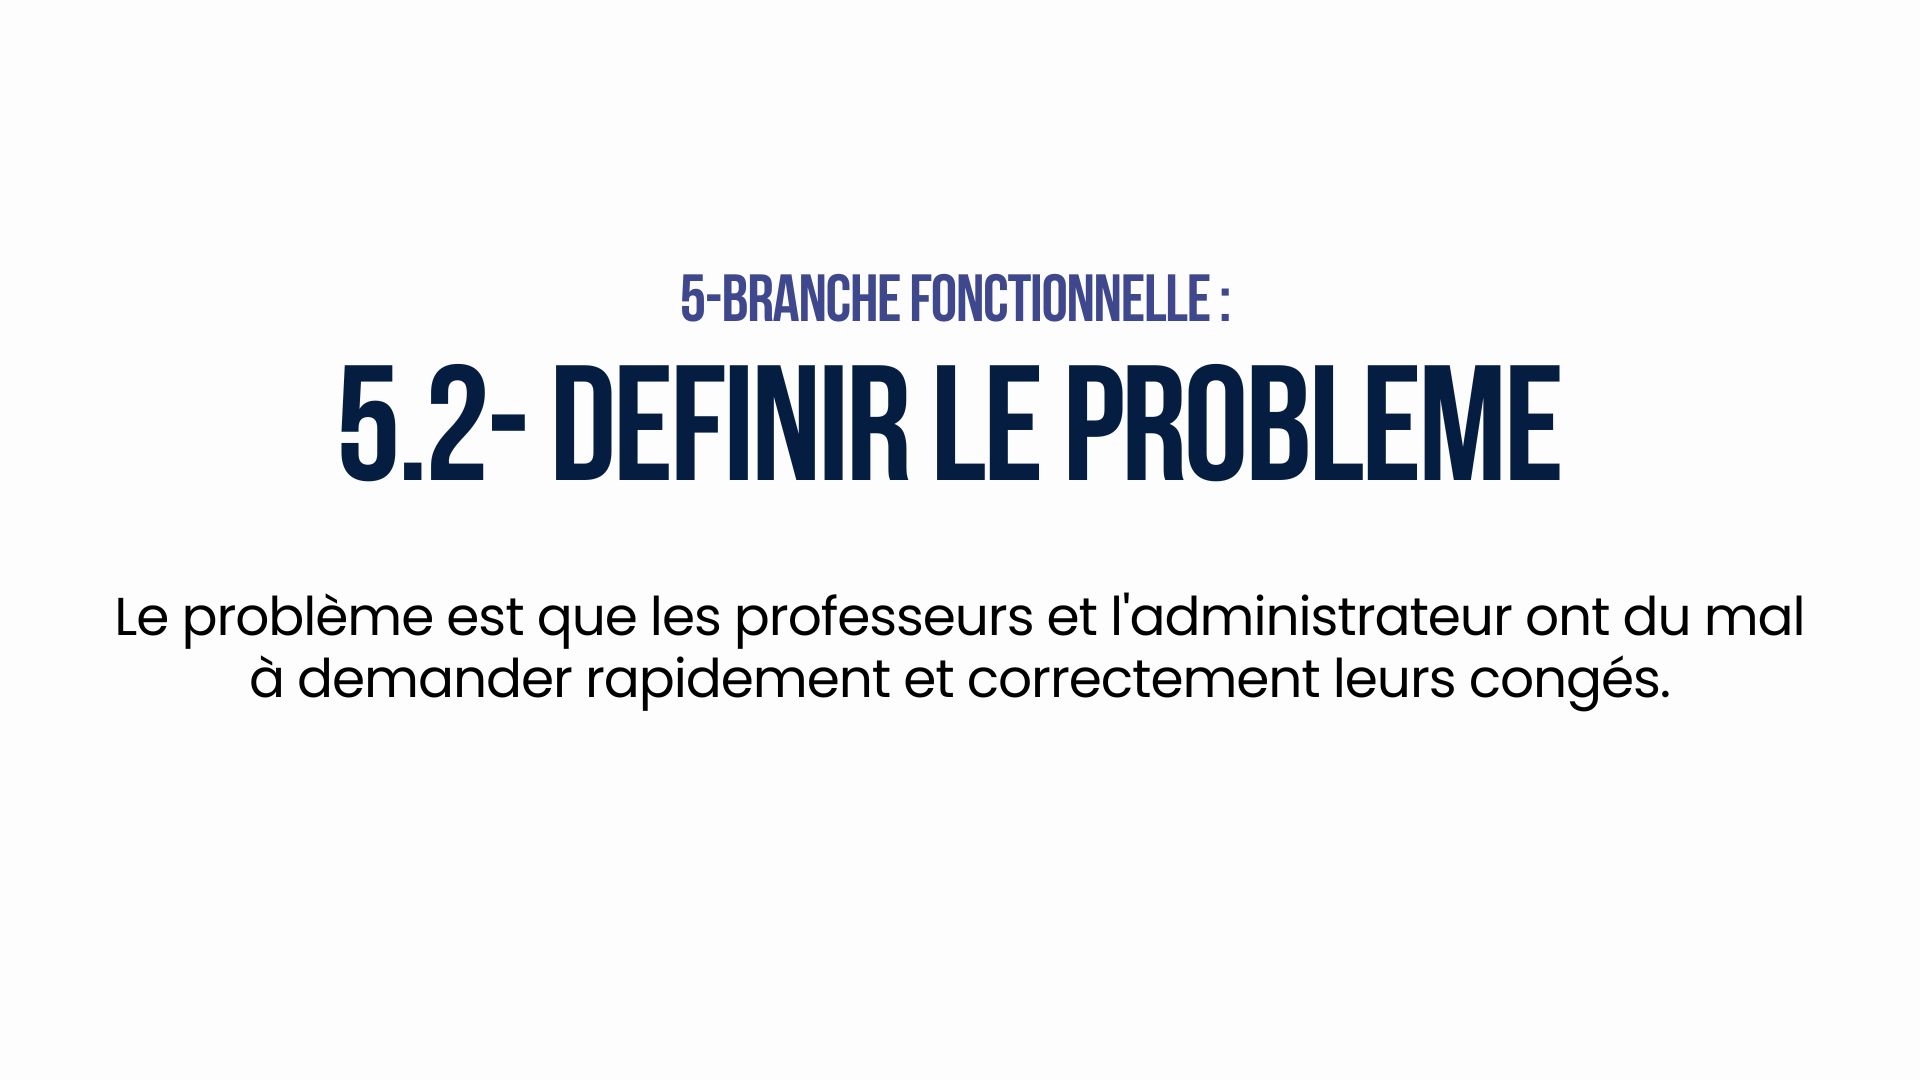 5-BRANCHE FONCTIONNELLE :
5.2- DEFINIR LE PROBLEME
Le problème est que les professeurs et l'administrateur ont du mal
à demander rapidement et correctement leurs congés.